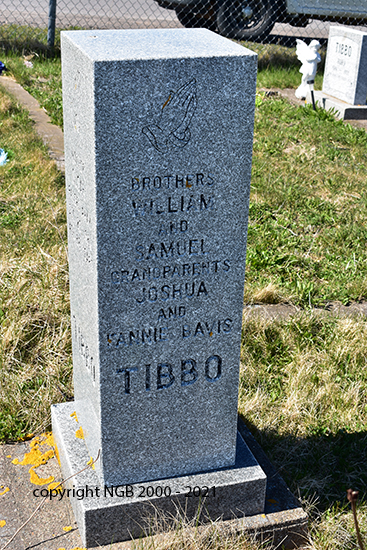 BROTHERS
WILLIAM
AND
SAMUEL
GRANDPARENTS
JOSHUA
AND
FANNIE DAVIS
TIBBO
TIBBO
copyright NGB 2000 - 2021